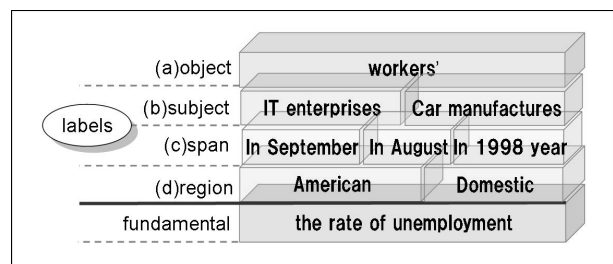 (a)object workers'
(b)subject IT enterprises Car manufactures
labels
(c)span In September In August In 1998 year
(d)region American Domestic
fundamental the rate of unemployment